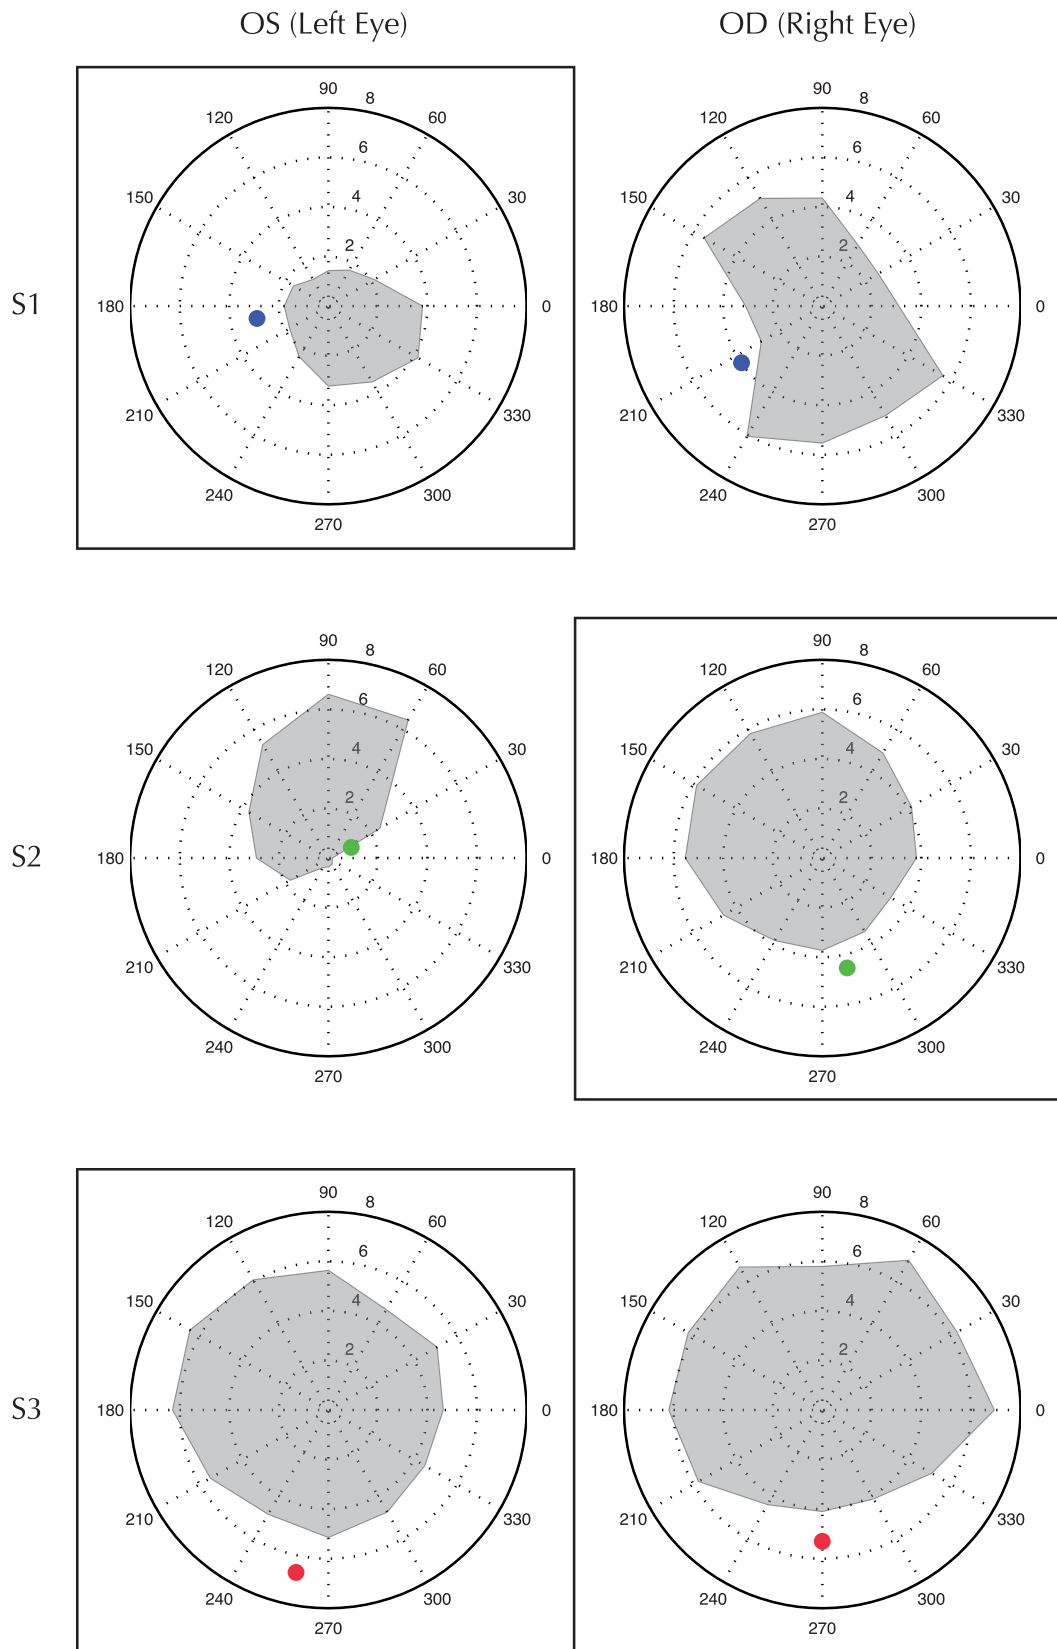 OS (Left Eye) OD (Right Eye)
90 8 90 8
120 60 120 60
6 6
150 4 30 150 4 30
2 2
S1 180 0 180 0
210 330 210 330
240 300 240 300
270 270
90 8 90 8
120 60 120 60
6 6
150 4 30 150 4 30
2 2
S2 180 0 180 0
210 330 210 330
240 300 240 300
270 270
90 8 90 8
120 60 120 60
6 6
150 4 30 150 4 30
2 2
S3 180 0 180 0
210 330 210 330
240 300 240 300
270 270